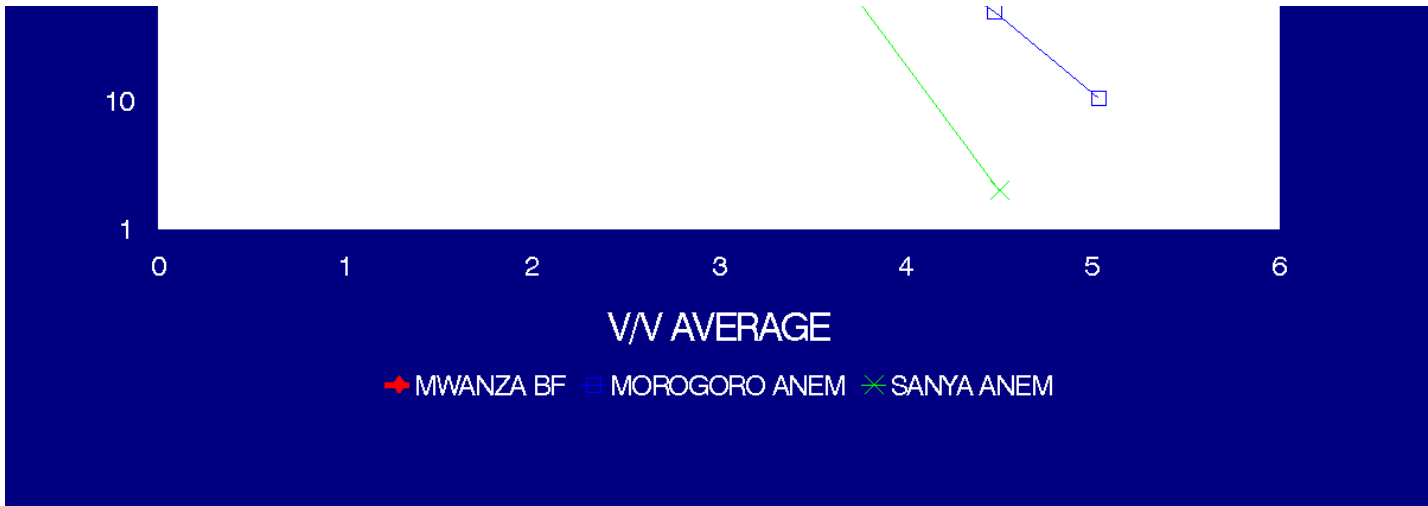 10
1
0 1 2 3 4 5 6
V/V AVERAGE
MWANZA BF MOROGORO ANEM SANYA ANEM